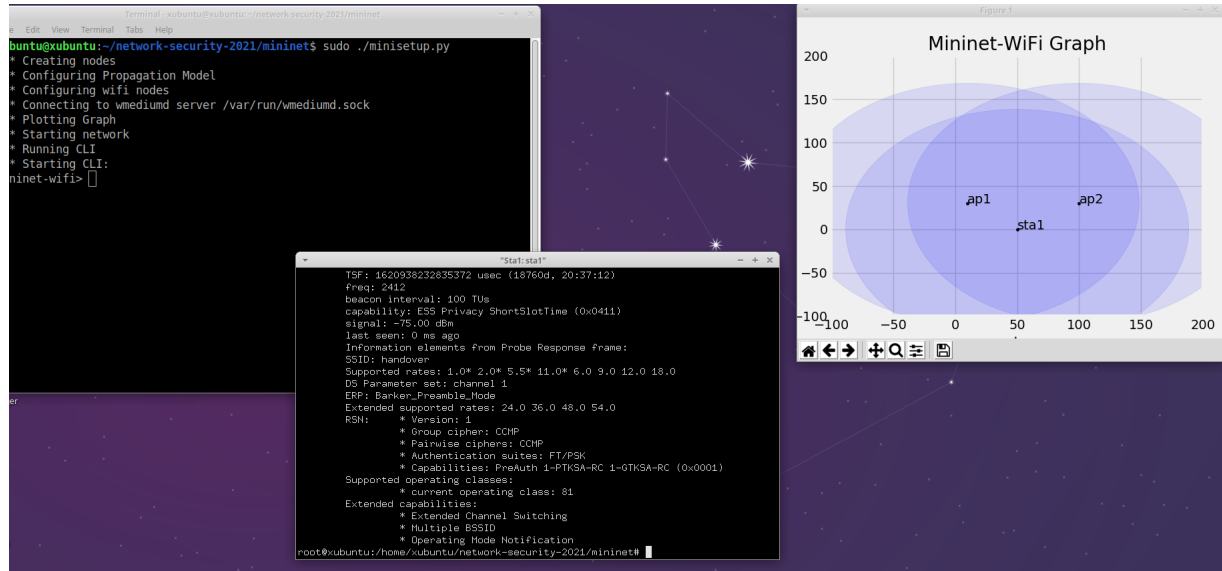 Terminal - xubuntu@xubuntu: ~/network-security-2021/mininet
e Edit View Terminal Tabs Help
buntu@xubuntu:~/network-security-2021/mininet$ sudo ./minisetup.py
* Creating nodes
* Configuring Propagation Model
* Configuring wifi nodes
* Connecting to wmediumd server /var/run/wmediumd.sock
* Plotting Graph
* Starting network
* Running CLI
* Starting CLI:
ninet-wifi>
er
"Sta1: sta1"
TSF: 1620938232835372 usec (18760d, 20:37:12)
freq: 2412
beacon interval: 100 TUs
capability: ESS Privacy ShortSlotTime (0x0411)
signal: -75.00 dBm
last seen: 0 ms ago
Information elements from Probe Response frame:
SSID: handover
Supported rates: 1.0* 2.0* 5.5* 11.0* 6.0 9.0 12.0 18.0
DS Parameter set: channel 1
ERP: Barker_Preamble_Mode
Extended supported rates: 24.0 36.0 48.0 54.0
RSN: * Version: 1
* Group cipher: CCMP
* Pairwise ciphers: CCMP
* Authentication suites: FT/PSK
* Capabilities: PreAuth 1-PTKSA-RC 1-GTKSA-RC (0x0001)
Supported operating classes:
* current operating class: 81
Extended capabilities:
* Extended Channel Switching
* Multiple BSSID
* Operating Mode Notification
root@xubuntu:/home/xubuntu/network-security-2021/mininet#
Figure 1
Mininet-WiFi Graph
200
150
100
50
0
−50
−100
ap1
ap2
sta1
−100 −50 0 50 100 150 200